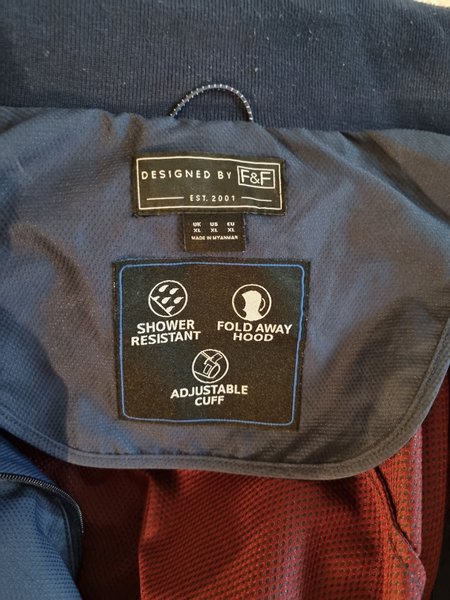 DESIGNED BY F&F
EST. 2001
UK US EU
XL XL XL
MADE IN MYANMAR
SHOWER
RESISTANT
FOLD AWAY
HOOD
ADJUSTABLE
CUFF